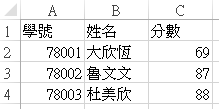 A B C
1 學號 姓名 分數
2 78001 大欣恆 69
3 78002 魯文文 87
4 78003 杜美欣 88